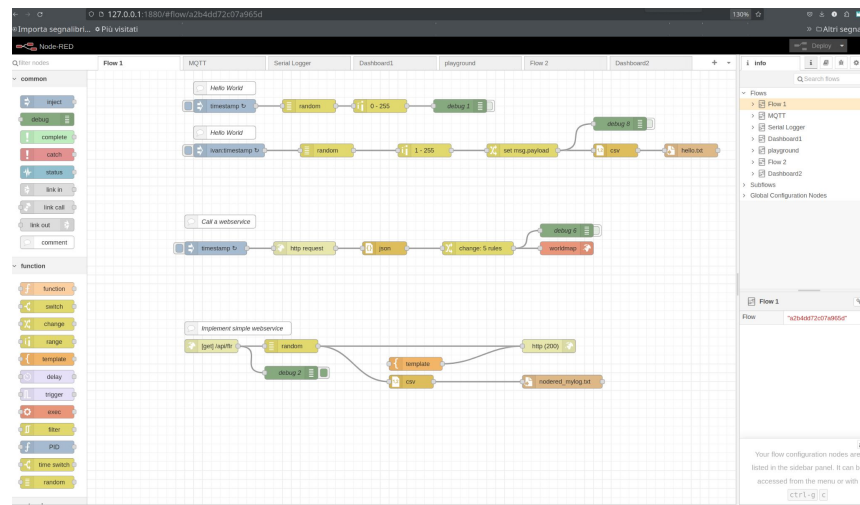 127.0.0.1:1880/#flow/a2b4dd72c07a965d
130%
Importa segnalibri...
Più visitati
Altri segna
Node-RED
Deploy
filter nodes
Flow 1
MQTT
Serial Logger
Dashboard1
playground
Flow 2
Dashboard2
info
Search flows
common
inject
debug
complete
catch
status
link in
link call
link out
comment
function
function
switch
change
range
template
delay
trigger
exec
filter
PID
time switch
random
Hello World
timestamp ↻
random
0 - 255
debug 1
Hello World
debug 8
ivan:timestamp ↻
random
1 - 255
set msg.payload
csv
hello.txt
Call a webservice
debug 6
timestamp ↻
http request
json
change: 5 rules
worldmap
Implement simple webservice
[get] /api/fir
random
http (200)
template
debug 2
csv
nodered_mylog.txt
Flows
Flow 1
MQTT
Serial Logger
Dashboard1
playground
Flow 2
Dashboard2
Subflows
Global Configuration Nodes
Flow 1
Flow
"a2b4dd72c07a965d"
Your flow configuration nodes are
listed in the sidebar panel. It can b
accessed from the menu or with
ctrl-g c